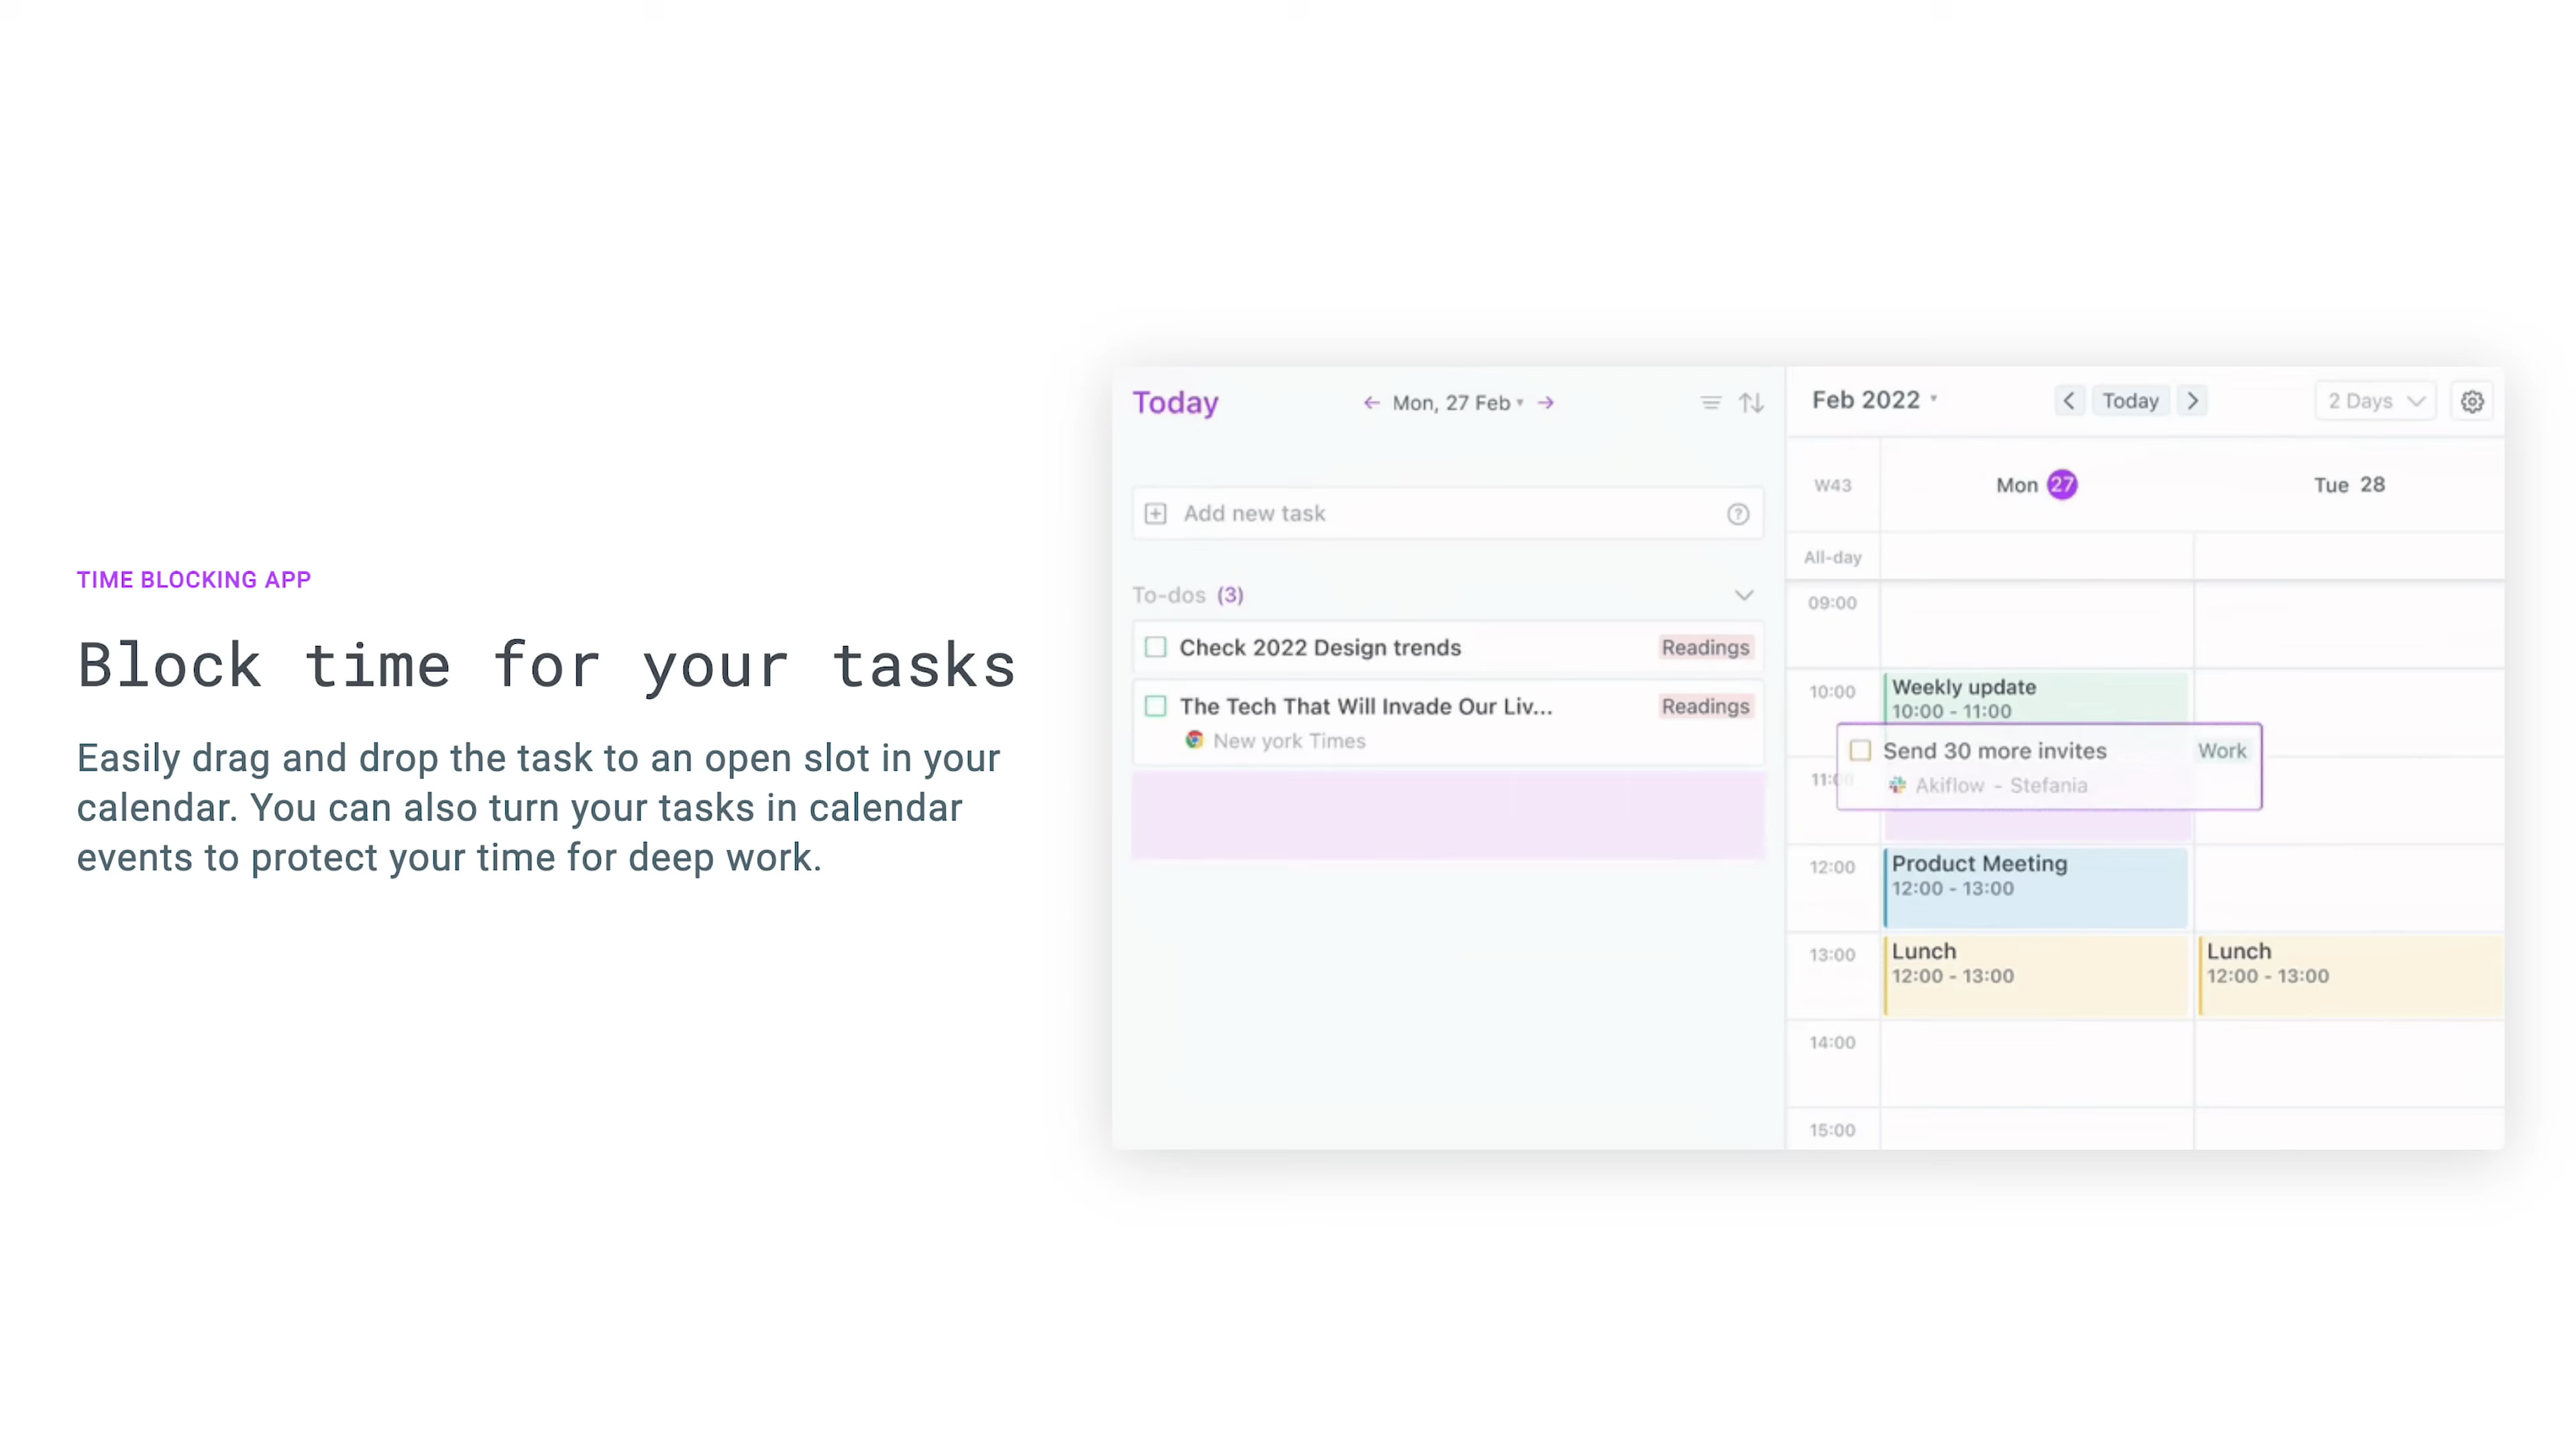 TIME BLOCKING APP
Block time for your tasks
Easily drag and drop the task to an open slot in your
calendar. You can also turn your tasks in calendar
events to protect your time for deep work.
Today
Mon, 27 Feb
Add new task
To-dos (3)
Check 2022 Design trends Readings
The Tech That Will Invade Our Liv... Readings
New york Times
Feb 2022
Today
2 Days
W43
Mon 27
Tue 28
All-day
09:00
10:00
Weekly update
10:00 - 11:00
Send 30 more invites Work
Akiflow - Stefania
12:00
Product Meeting
12:00 - 13:00
13:00
Lunch
12:00 - 13:00
Lunch
12:00 - 13:00
14:00
15:00